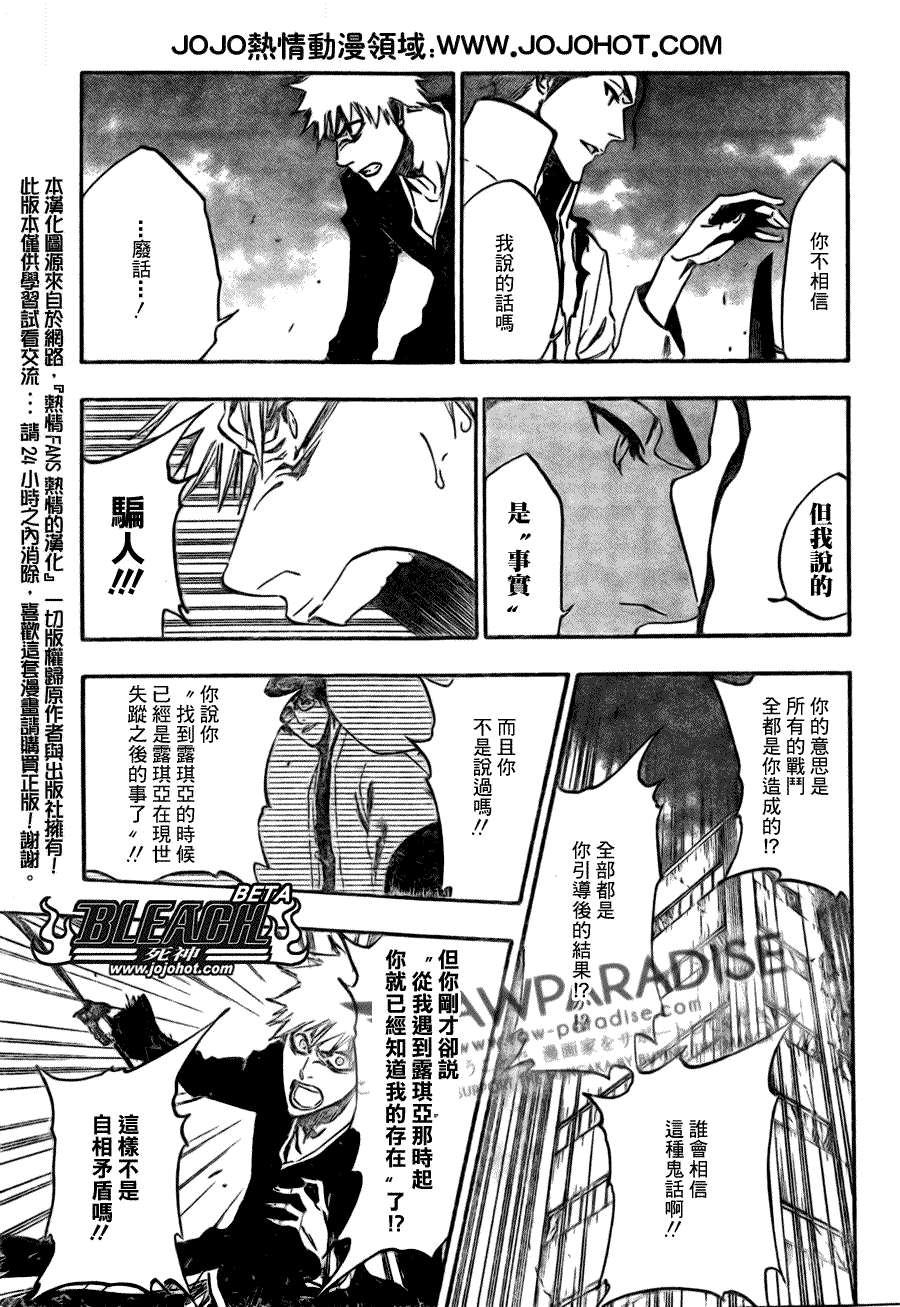 JOJO熱情動漫領域:WWW.JOJOHOT.COM
你不相信
我說的話嗎
…廢話…！
但我說的
是〝事實〞
騙人!!!
你的意思是
所有的戰鬥
全都是你造成的!?
全部都是
你引導後的結果!?
而且你
不是說過嗎!!
你說你
〝找到露琪亞的時候
已經是露琪亞在現世
失蹤之後的事了〞!!
誰會相信
這種鬼話啊!!
但你剛才卻說
〝從我遇到露琪亞那時起
你就已經知道我的存在〞了!?
這樣不是
自相矛盾嗎!!
本漢化圖源來自於網路，『熱情FANS熱情的漢化』一切版權歸原作者與出版社擁有！
此版本僅供學習試看交流…請24小時之內消除，喜歡這套漫畫請購買正版！謝謝。
BETA
BLEACH
死神
www.jojohot.com
RAWPARADISE
www.raw-paradise.com
漫画家をサ
SUPPORT
BY